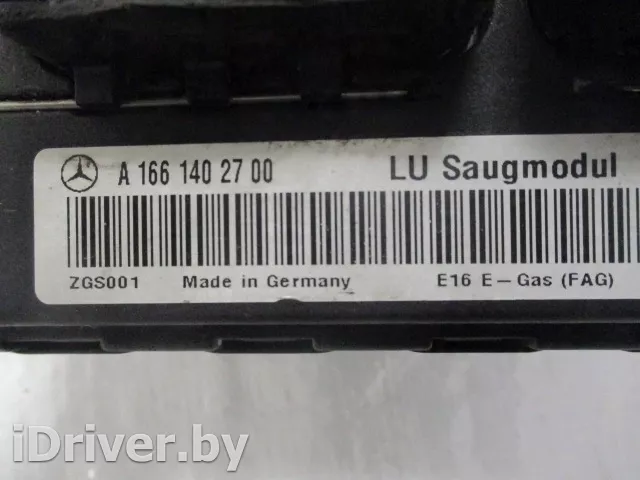 A 166 140 27 00 LU Saugmodul
ZGS001 Made in Germany E16 E-Gas (FAG)
iDriver.by